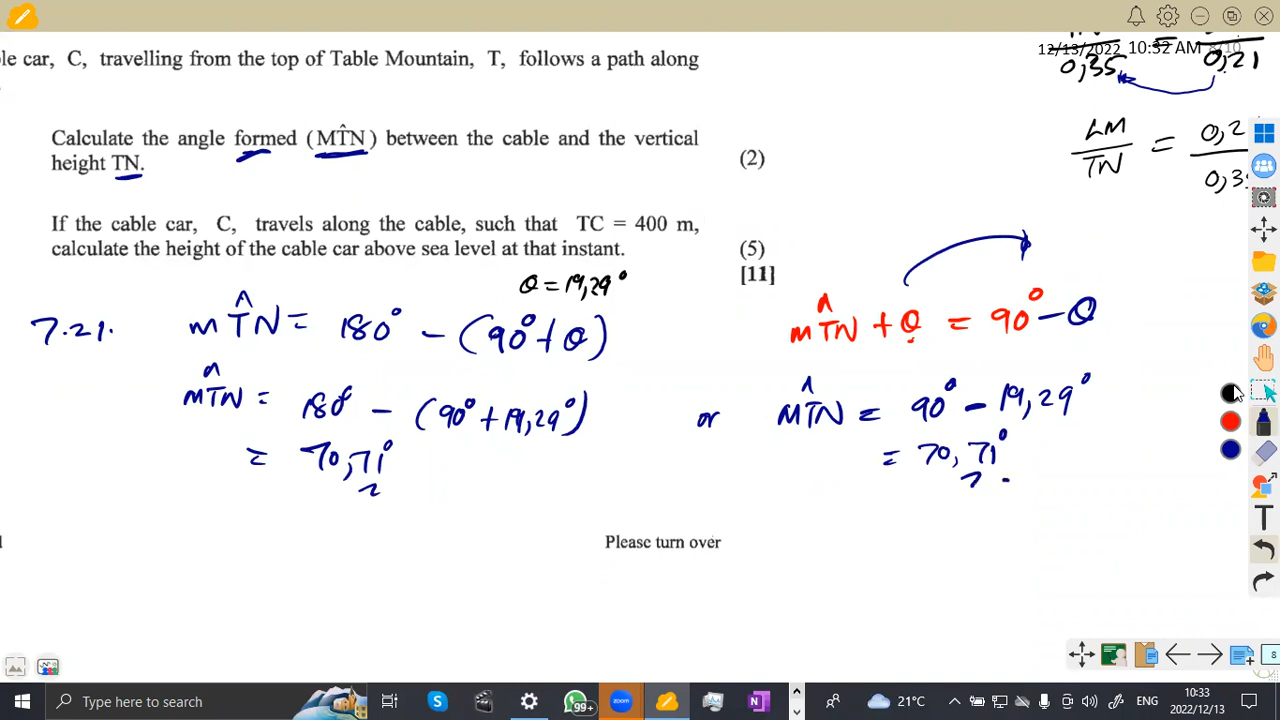 12/13/2022 10:32 AM 8/10
0,35 = 0,21
le car, C, travelling from the top of Table Mountain, T, follows a path along
Calculate the angle formed (MT̂N) between the cable and the vertical
height TN. (2)
LM/TN = 0,2/0,3
If the cable car, C, travels along the cable, such that TC = 400 m,
calculate the height of the cable car above sea level at that instant. (5)
[11]
θ = 19,29°
7.2.1. MT̂N = 180° − (90° + θ)
MT̂N + θ = 90° − θ
MT̂N = 180° − (90° + 19,29°) or MT̂N = 90° − 19,29°
= 70,71° = 70,71°
Please turn over
Type here to search
99+
zoom
21°C
ENG
10:33
2022/12/13
8
T